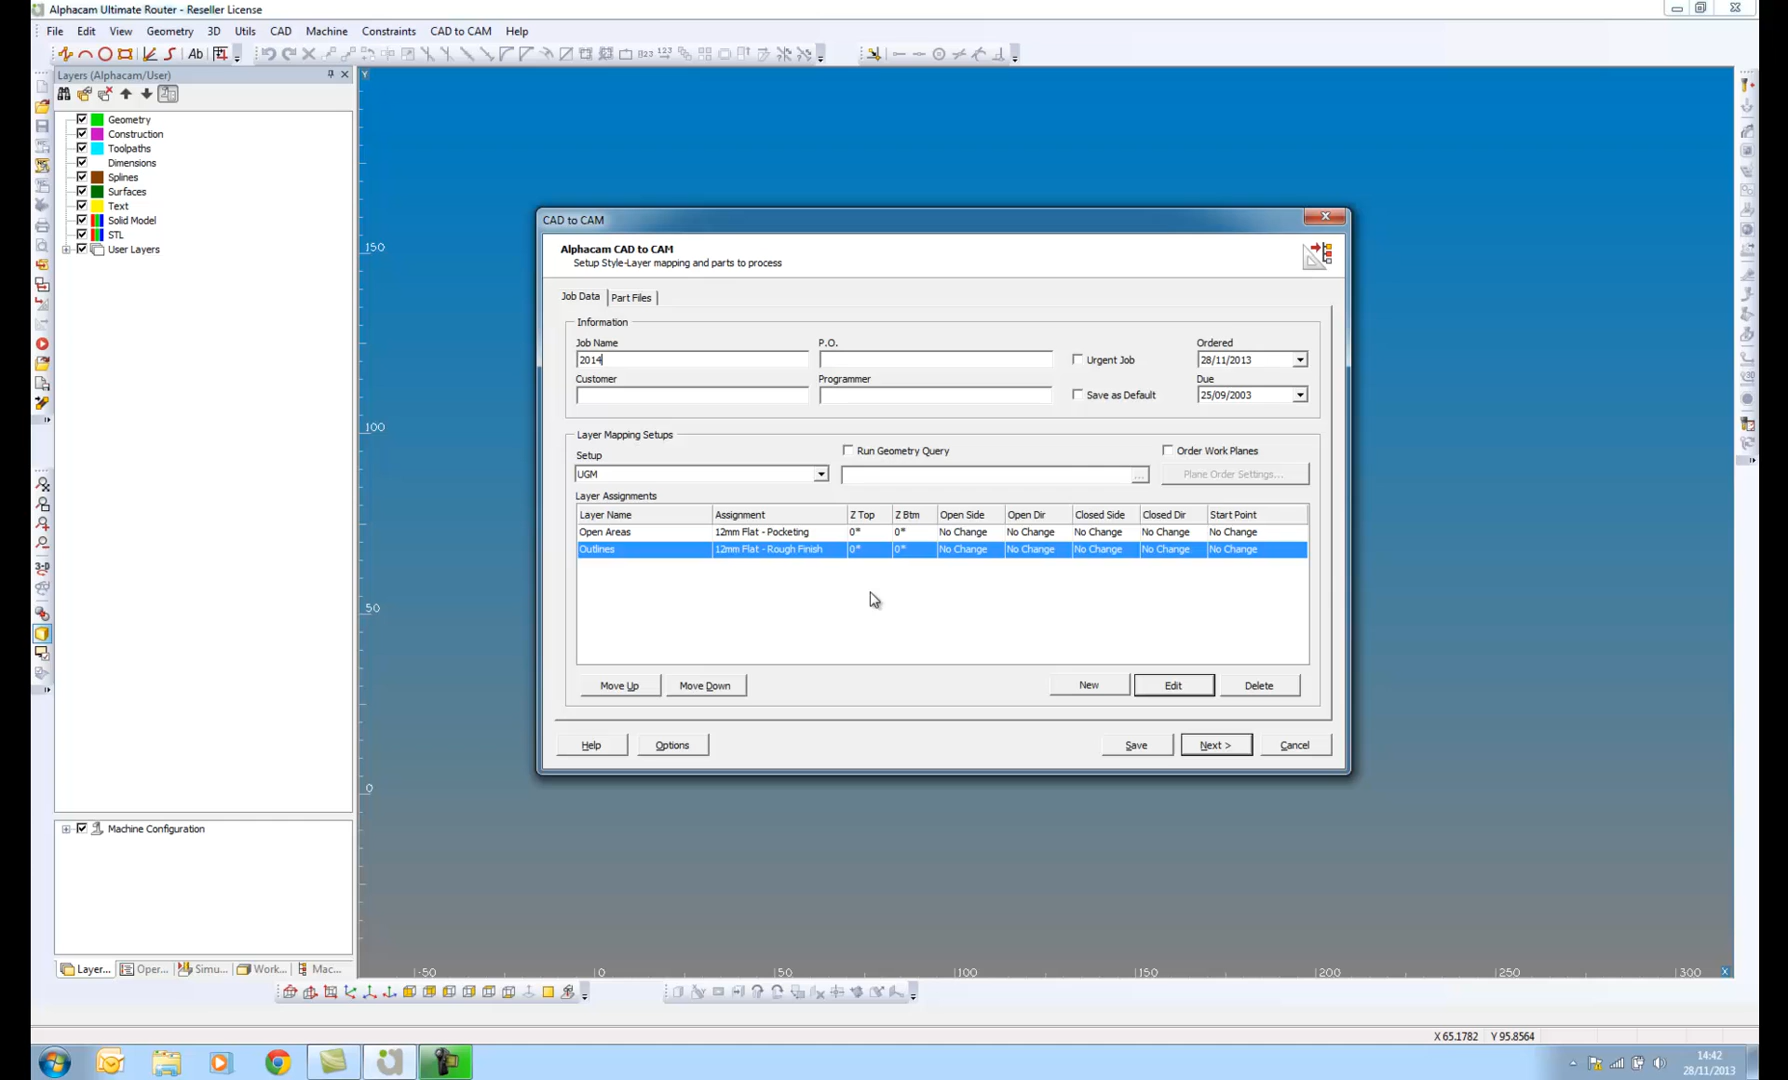 Alphacam Ultimate Router - Reseller License
File Edit View Geometry 3D Utils CAD Machine Constraints CAD to CAM Help
Layers (Alphacam/User)
Geometry
Construction
Toolpaths
Dimensions
Splines
Surfaces
Text
Solid Model
STL
User Layers
Machine Configuration
Layer... Oper... Simu... Work... Mac...
Y
150
100
50
0
-50 0 50 100 150 200 250 300 X
CAD to CAM
Alphacam CAD to CAM
Setup Style-Layer mapping and parts to process
Job Data Part Files
Information
Job Name P.O. Ordered
2014 Urgent Job 28/11/2013
Customer Programmer Due
Save as Default 25/09/2003
Layer Mapping Setups
Setup Run Geometry Query Order Work Planes
UGM ... Plane Order Settings...
Layer Assignments
Layer Name Assignment Z Top Z Btm Open Side Open Dir Closed Side Closed Dir Start Point
Open Areas 12mm Flat - Pocketing 0* 0* No Change No Change No Change No Change No Change
Outlines 12mm Flat - Rough Finish 0* 0* No Change No Change No Change No Change No Change
Move Up Move Down New Edit Delete
Help Options Save Next > Cancel
X 65.1782 Y 95.8564
14:42
28/11/2013